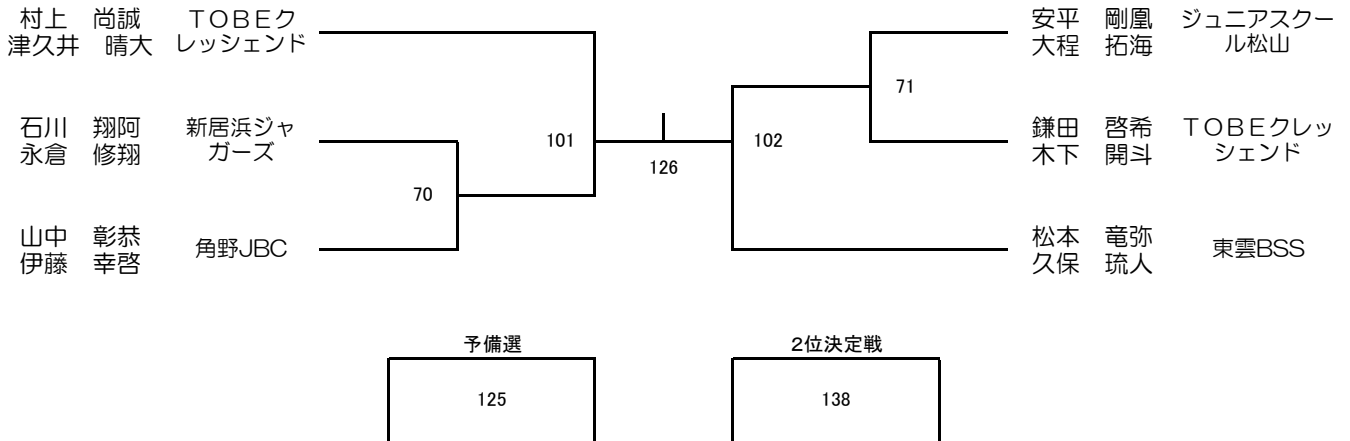 村上　尚誠
津久井　晴大
ＴＯＢＥク
レッシェンド
石川　翔阿
永倉　修翔
新居浜ジャ
ガーズ
山中　彰恭
伊藤　幸啓
角野JBC
70
101
126
102
71
安平　剛凰
大程　拓海
ジュニアスクー
ル松山
鎌田　啓希
木下　開斗
ＴＯＢＥクレッ
シェンド
松本　竜弥
久保　琉人
東雲BSS
予備選
125
2位決定戦
138